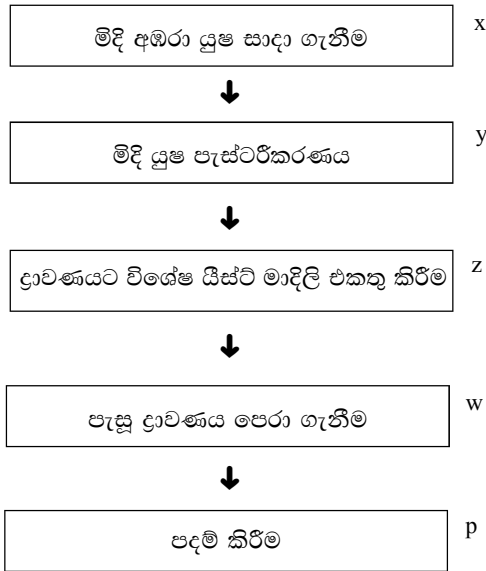 මිදි අඹරා යුෂ සාදා ගැනීම x
මිදි යුෂ පැස්ටරීකරණය y
ද්‍රාවණයට විශේෂ යීස්ට් මාදිලි එකතු කිරීම z
පැසූ ද්‍රාවණය පෙරා ගැනීම w
පදම් කිරීම p